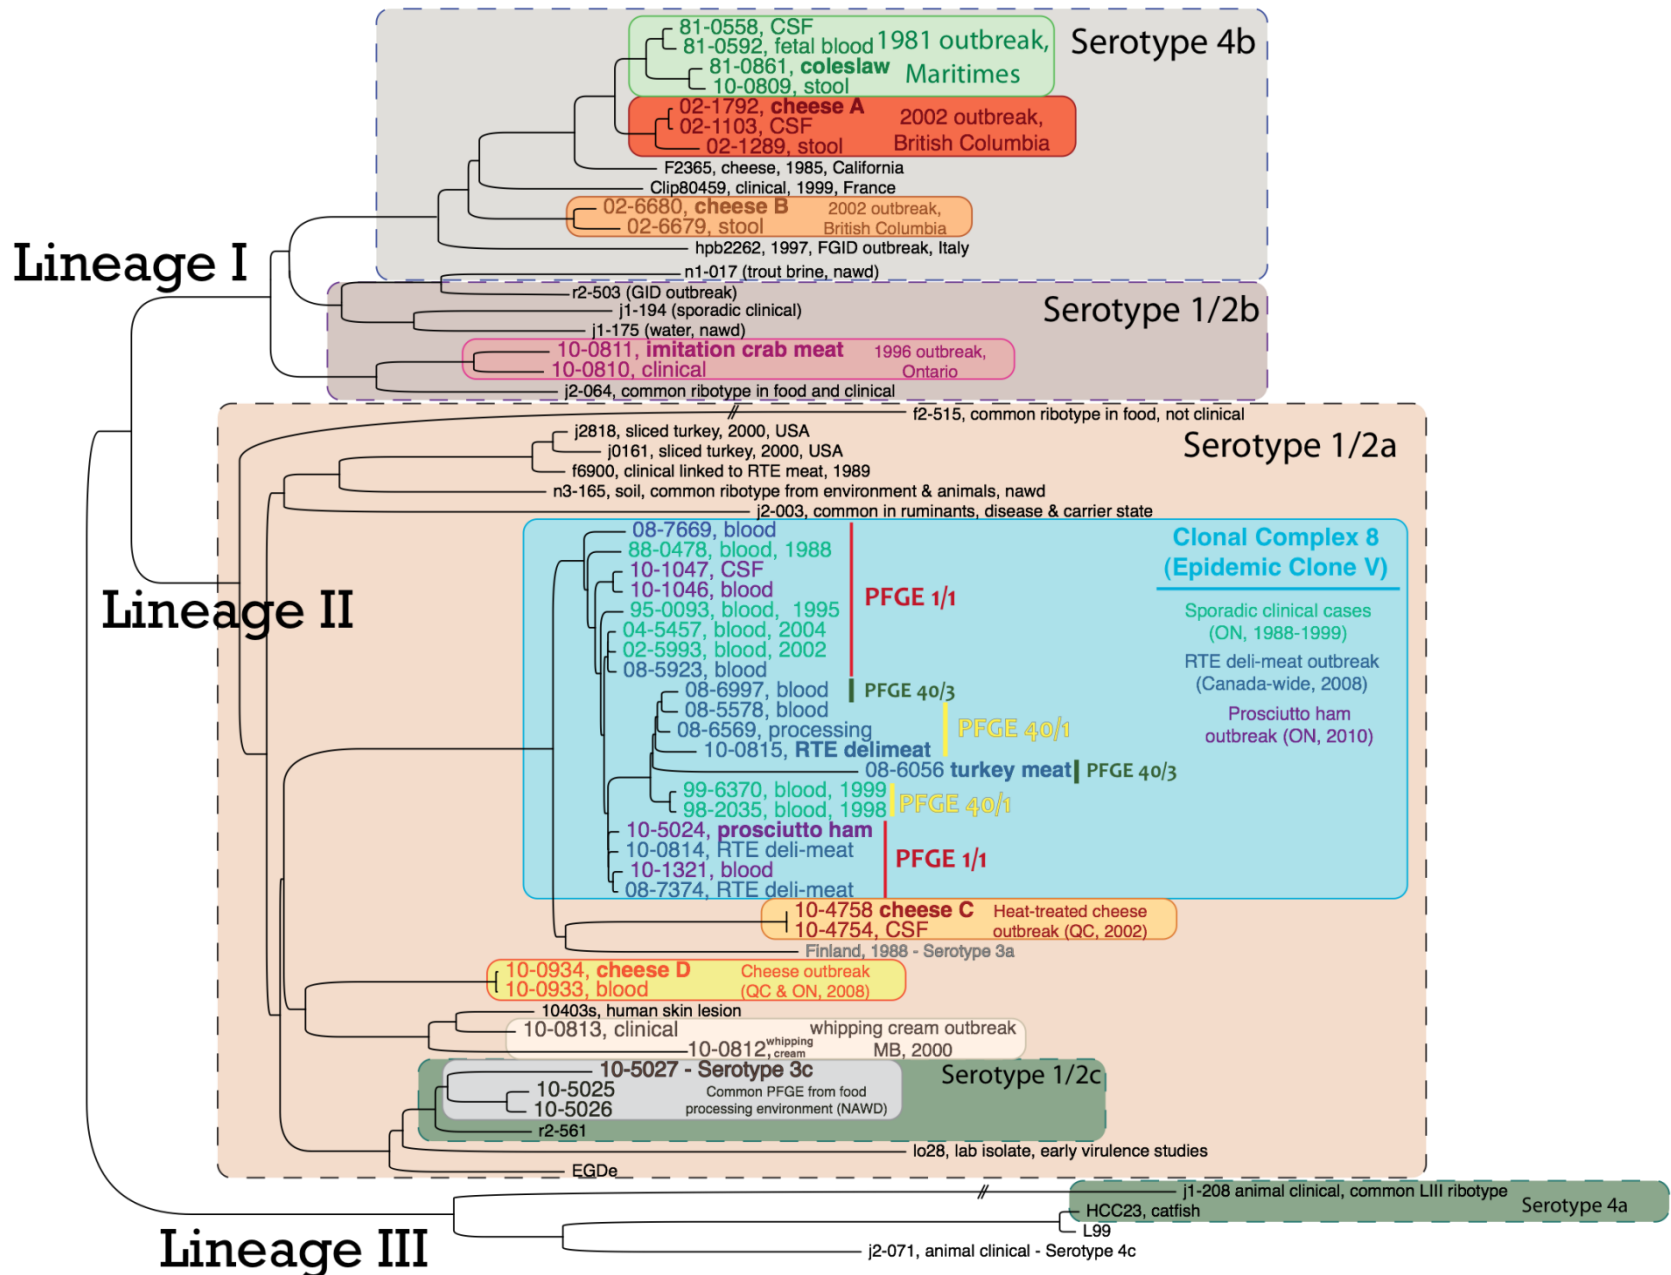 81-0558, CSF
81-0592, fetal blood
81-0861, coleslaw
10-0809, stool
1981 outbreak,
Maritimes
Serotype 4b
02-1792, cheese A
02-1103, CSF
02-1289, stool
2002 outbreak,
British Columbia
F2365, cheese, 1985, California
Clip80459, clinical, 1999, France
02-6680, cheese B
02-6679, stool
2002 outbreak,
British Columbia
hpb2262, 1997, FGID outbreak, Italy
Lineage I
n1-017 (trout brine, nawd)
r2-503 (GID outbreak)
j1-194 (sporadic clinical)
j1-175 (water, nawd)
Serotype 1/2b
10-0811, imitation crab meat
10-0810, clinical
1996 outbreak,
Ontario
j2-064, common ribotype in food and clinical
f2-515, common ribotype in food, not clinical
j2818, sliced turkey, 2000, USA
j0161, sliced turkey, 2000, USA
f6900, clinical linked to RTE meat, 1989
Serotype 1/2a
n3-165, soil, common ribotype from environment & animals, nawd
j2-003, common in ruminants, disease & carrier state
Lineage II
08-7669, blood
88-0478, blood, 1988
10-1047, CSF
10-1046, blood
95-0093, blood, 1995
04-5457, blood, 2004
02-5993, blood, 2002
08-5923, blood
PFGE 1/1
08-6997, blood
PFGE 40/3
08-5578, blood
08-6569, processing
10-0815, RTE delimeat
PFGE 40/1
08-6056 turkey meat
PFGE 40/3
99-6370, blood, 1999
98-2035, blood, 1998
PFGE 40/1
10-5024, prosciutto ham
10-0814, RTE deli-meat
10-1321, blood
08-7374, RTE deli-meat
PFGE 1/1
Clonal Complex 8
(Epidemic Clone V)
Sporadic clinical cases
(ON, 1988-1999)
RTE deli-meat outbreak
(Canada-wide, 2008)
Prosciutto ham
outbreak (ON, 2010)
10-4758 cheese C
10-4754, CSF
Heat-treated cheese
outbreak (QC, 2002)
Finland, 1988 - Serotype 3a
10-0934, cheese D
10-0933, blood
Cheese outbreak
(QC & ON, 2008)
10403s, human skin lesion
10-0813, clinical
10-0812, whipping
cream
whipping cream outbreak
MB, 2000
10-5027 - Serotype 3c
10-5025
10-5026
Common PFGE from food
processing environment (NAWD)
Serotype 1/2c
r2-561
lo28, lab isolate, early virulence studies
EGDe
j1-208 animal clinical, common LIII ribotype
HCC23, catfish
Serotype 4a
L99
Lineage III
j2-071, animal clinical - Serotype 4c